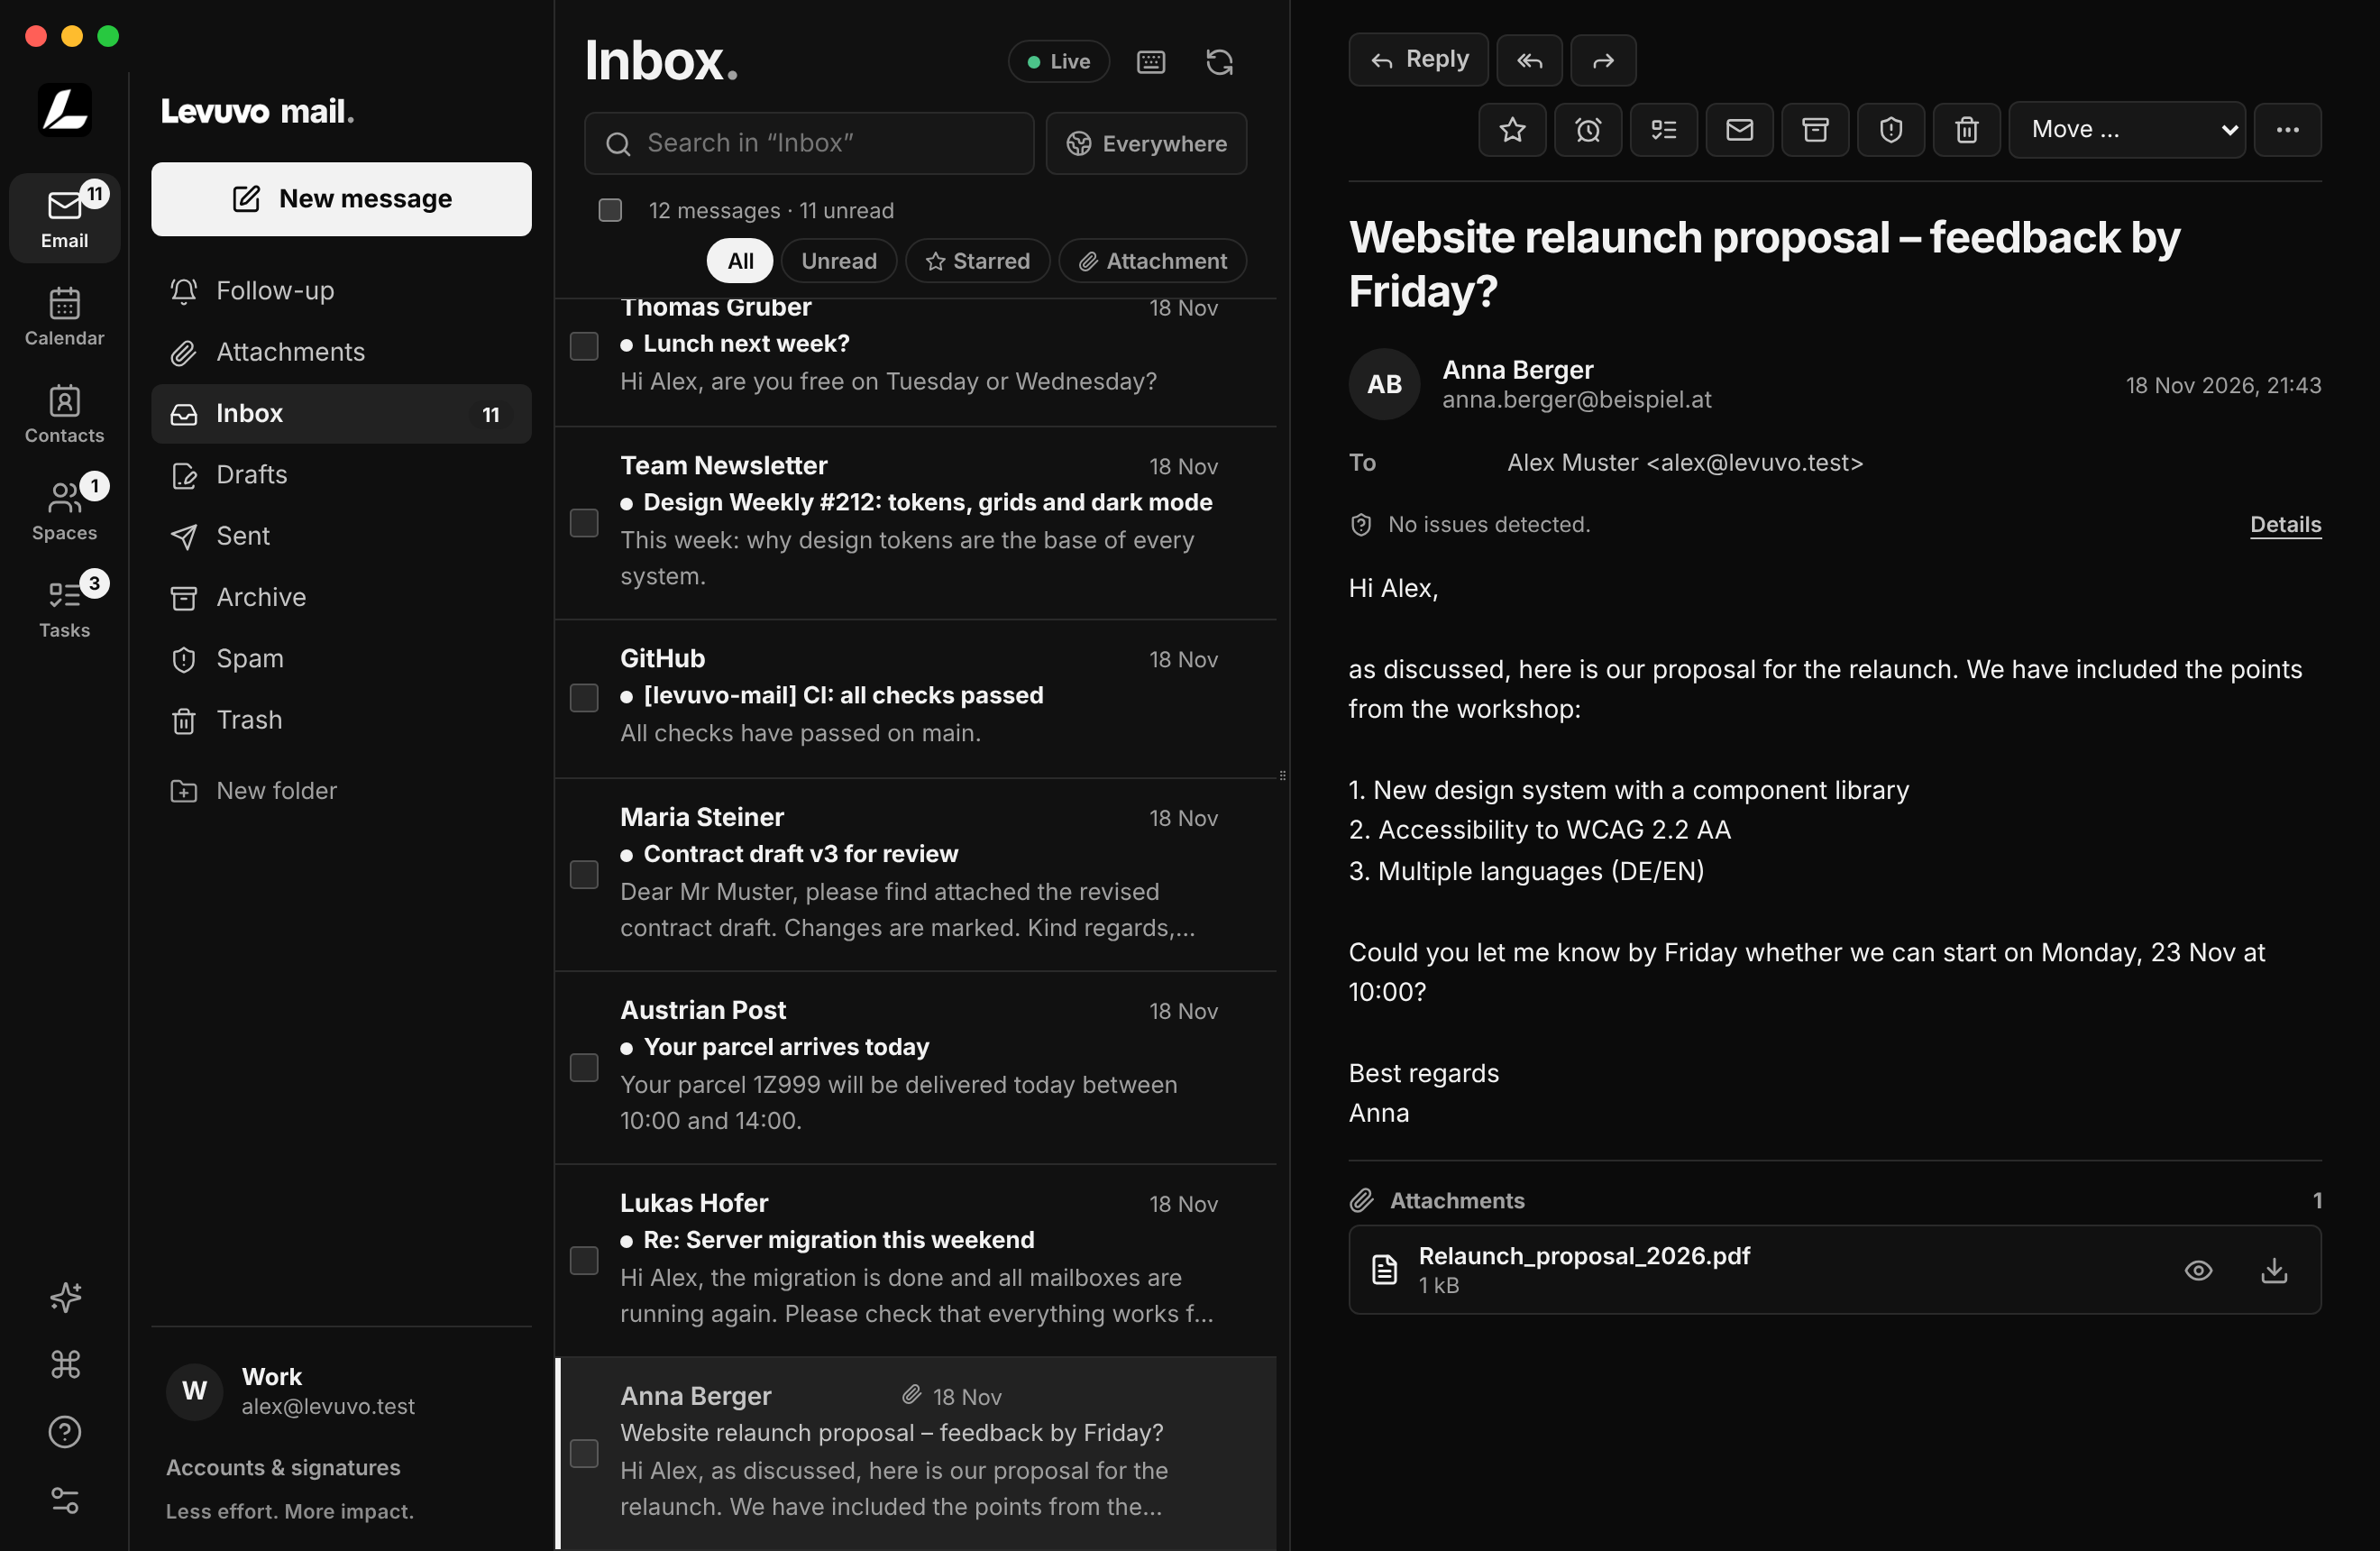 11
Email
Calendar
Contacts
1
Spaces
3
Tasks
Levuvo mail.
New message
Follow-up
Attachments
Inbox 11
Drafts
Sent
Archive
Spam
Trash
New folder
W
Work
alex@levuvo.test
Accounts & signatures
Less effort. More impact.
Inbox.
Live
Search in “Inbox”
Everywhere
12 messages · 11 unread
All Unread Starred Attachment
Thomas Gruber 18 Nov
Lunch next week?
Hi Alex, are you free on Tuesday or Wednesday?
Team Newsletter 18 Nov
Design Weekly #212: tokens, grids and dark mode
This week: why design tokens are the base of every
system.
GitHub 18 Nov
[levuvo-mail] CI: all checks passed
All checks have passed on main.
Maria Steiner 18 Nov
Contract draft v3 for review
Dear Mr Muster, please find attached the revised
contract draft. Changes are marked. Kind regards,...
Austrian Post 18 Nov
Your parcel arrives today
Your parcel 1Z999 will be delivered today between
10:00 and 14:00.
Lukas Hofer 18 Nov
Re: Server migration this weekend
Hi Alex, the migration is done and all mailboxes are
running again. Please check that everything works f...
Anna Berger 18 Nov
Website relaunch proposal – feedback by Friday?
Hi Alex, as discussed, here is our proposal for the
relaunch. We have included the points from the...
Reply
Move ...
Website relaunch proposal – feedback by
Friday?
AB
Anna Berger
anna.berger@beispiel.at
18 Nov 2026, 21:43
To Alex Muster <alex@levuvo.test>
No issues detected. Details
Hi Alex,
as discussed, here is our proposal for the relaunch. We have included the points
from the workshop:
1. New design system with a component library
2. Accessibility to WCAG 2.2 AA
3. Multiple languages (DE/EN)
Could you let me know by Friday whether we can start on Monday, 23 Nov at
10:00?
Best regards
Anna
Attachments 1
Relaunch_proposal_2026.pdf
1 kB